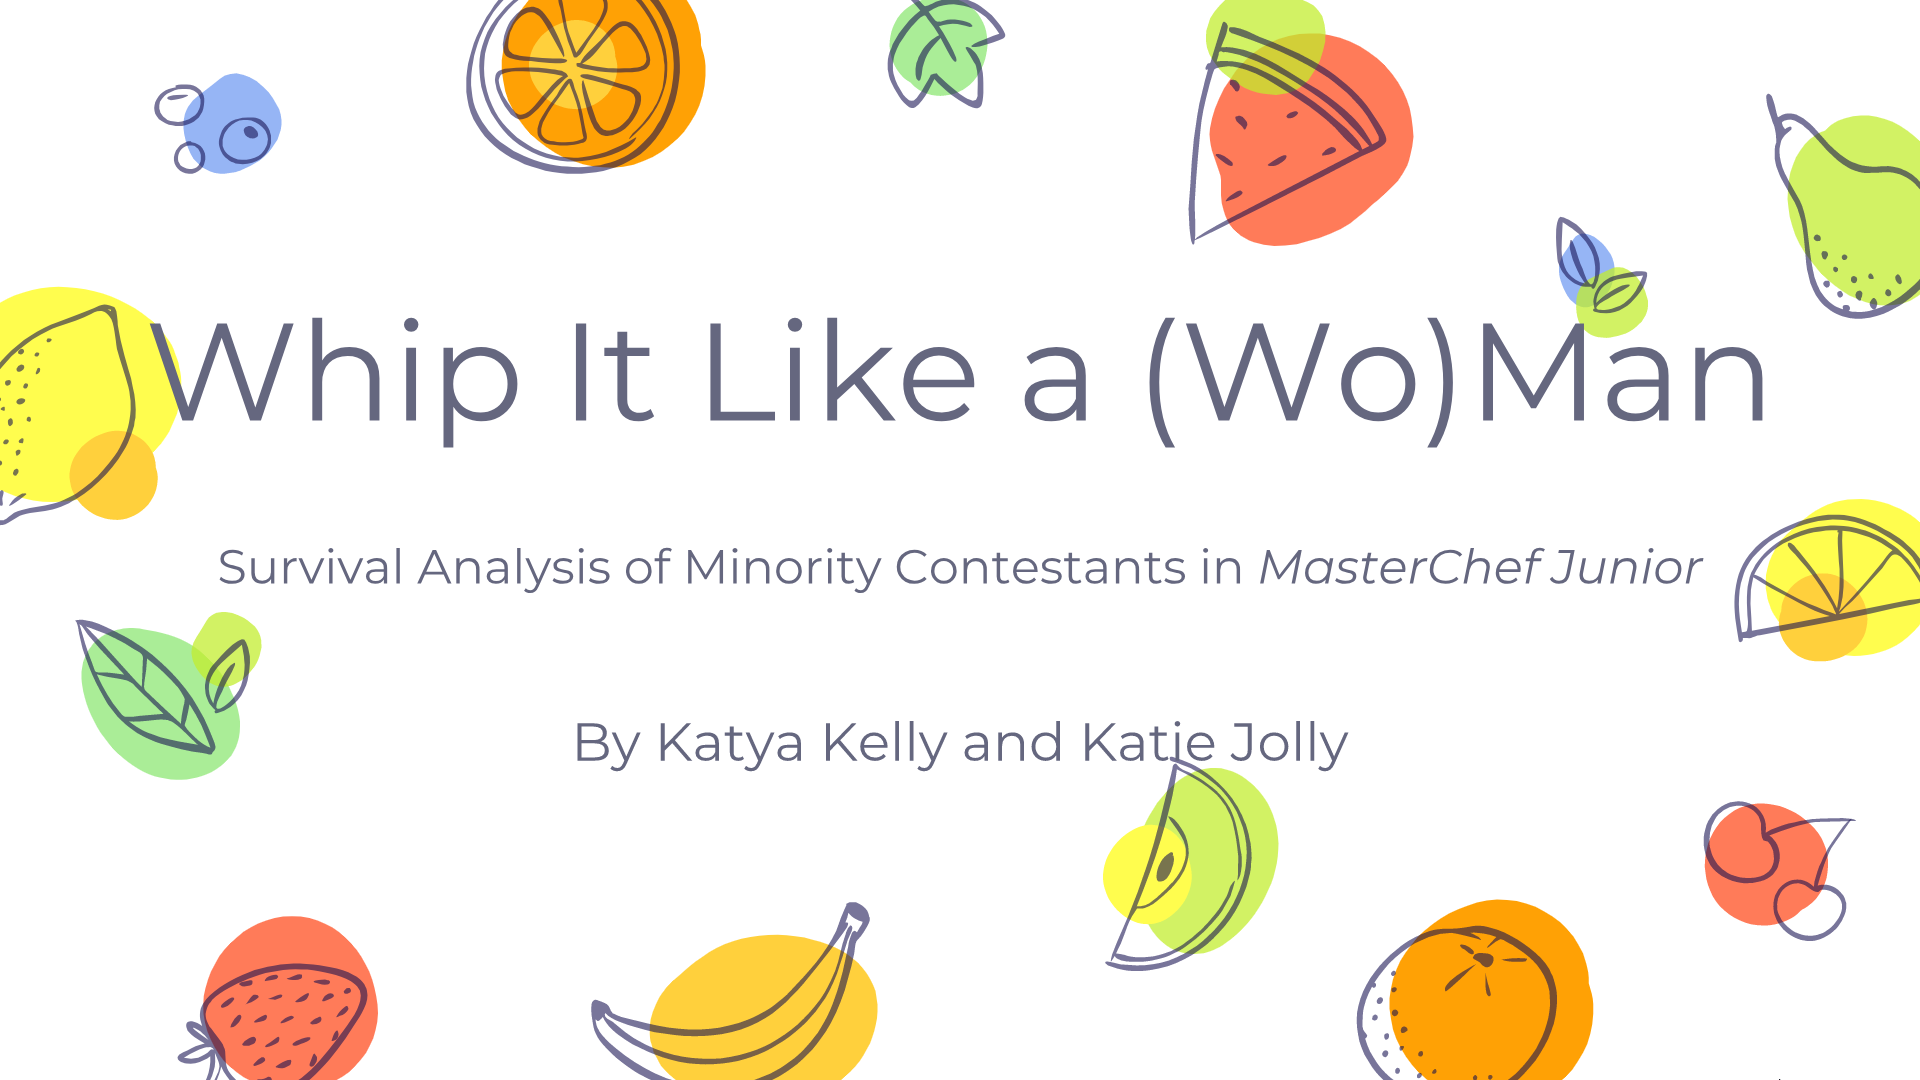 Whip It Like a (Wo)Man
Survival Analysis of Minority Contestants in MasterChef Junior
By Katya Kelly and Katie Jolly